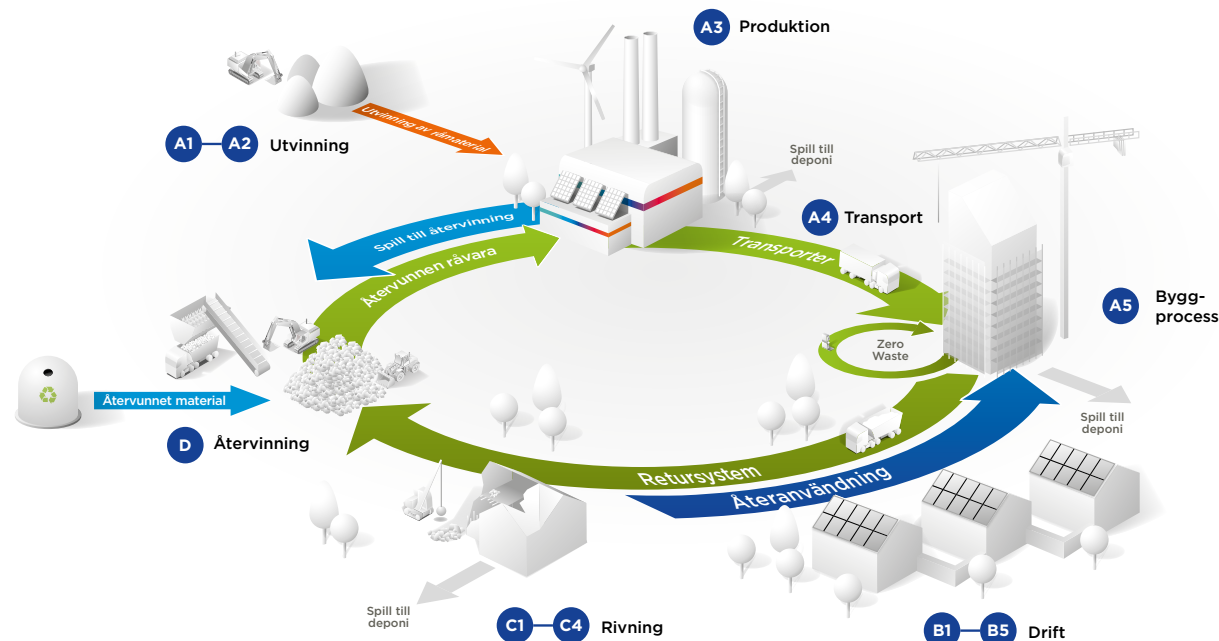 A3 Produktion
Utvinning av råmaterial
A1 A2 Utvinning
Spill till
deponi
A4 Transport
Spill till återvinning
Återvunnen råvara
Transporter
A5 Bygg-
process
Zero
Waste
Återvunnet material
D Återvinning
Spill till
deponi
Retursystem
Återanvändning
Spill till
deponi
C1 C4 Rivning
B1 B5 Drift